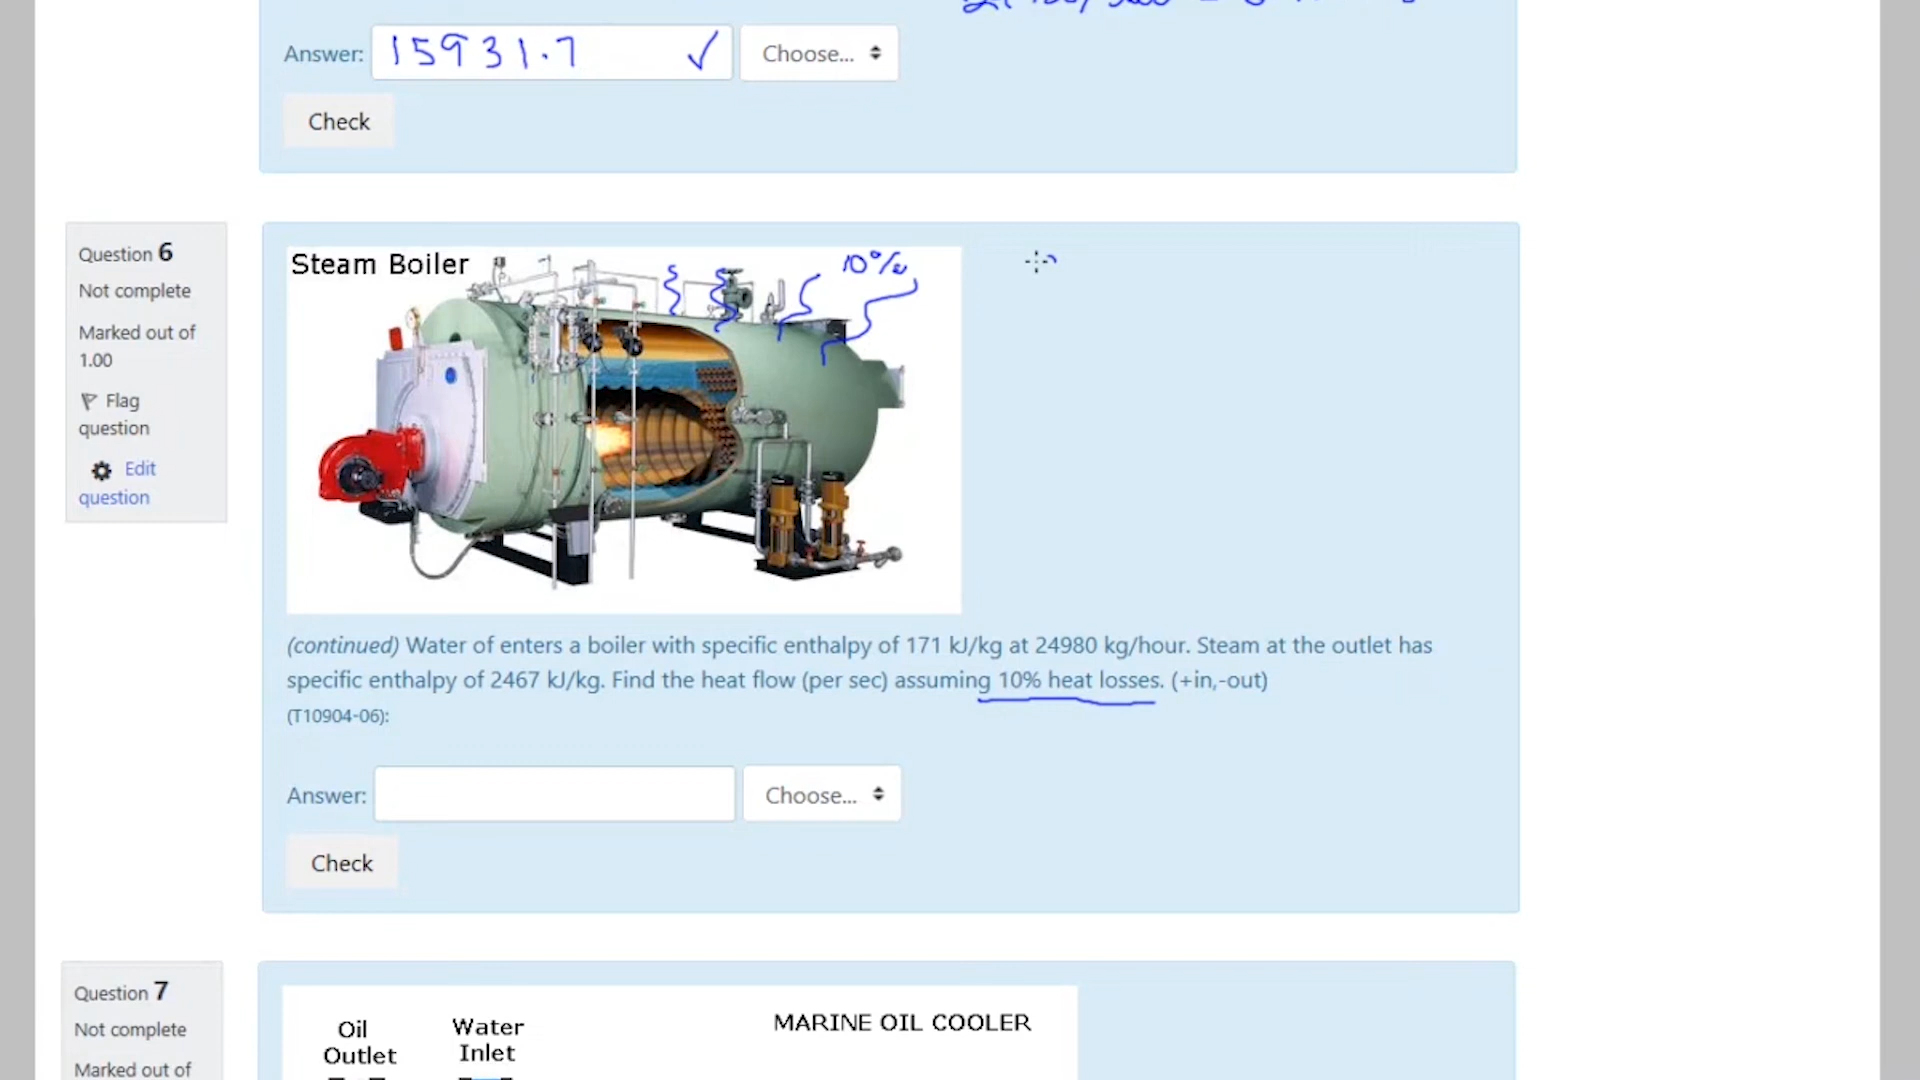 Answer: 15931.7 ✓ Choose...
Check
Question 6
Not complete
Marked out of
1.00
Flag
question
Edit
question
Steam Boiler
10%
(continued) Water of enters a boiler with specific enthalpy of 171 kJ/kg at 24980 kg/hour. Steam at the outlet has
specific enthalpy of 2467 kJ/kg. Find the heat flow (per sec) assuming 10% heat losses. (+in,-out)
(T10904-06):
Answer: Choose...
Check
Question 7
Not complete
Marked out of
Oil
Outlet
Water
Inlet
MARINE OIL COOLER